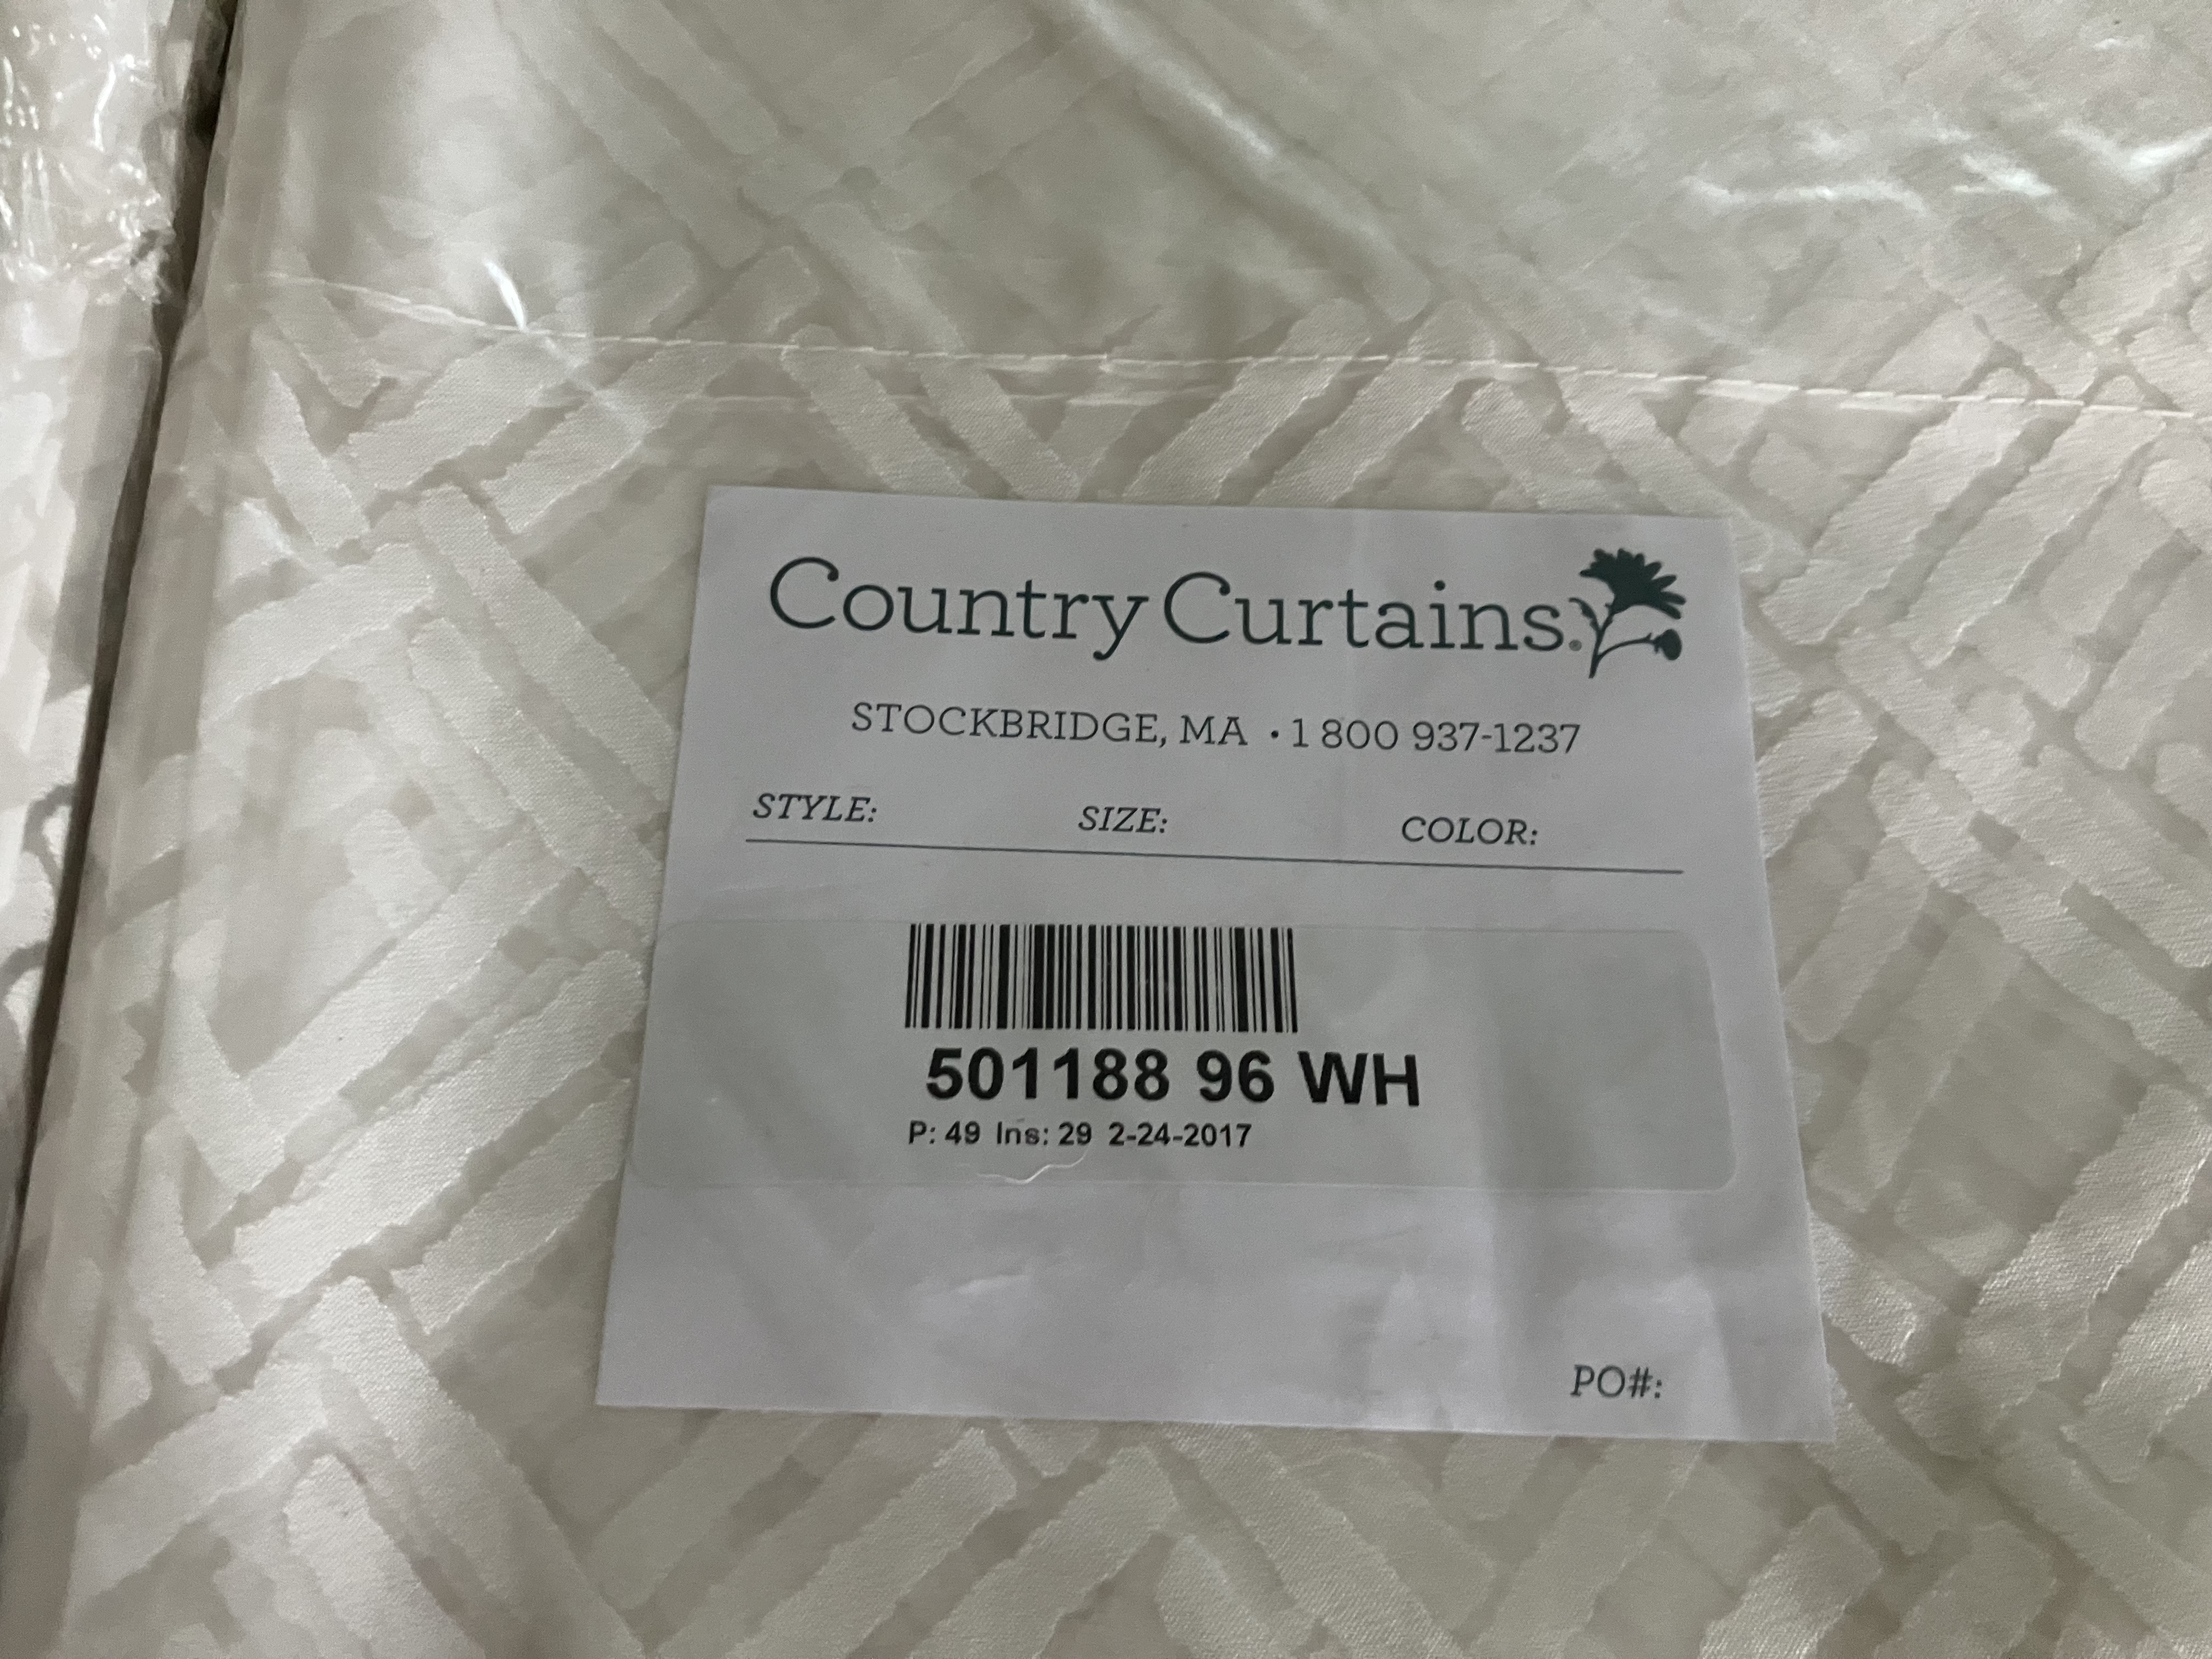 Country Curtains.®
STOCKBRIDGE, MA • 1 800 937-1237
STYLE: SIZE: COLOR:
501188 96 WH
P: 49 Ins: 29 2-24-2017
PO#: